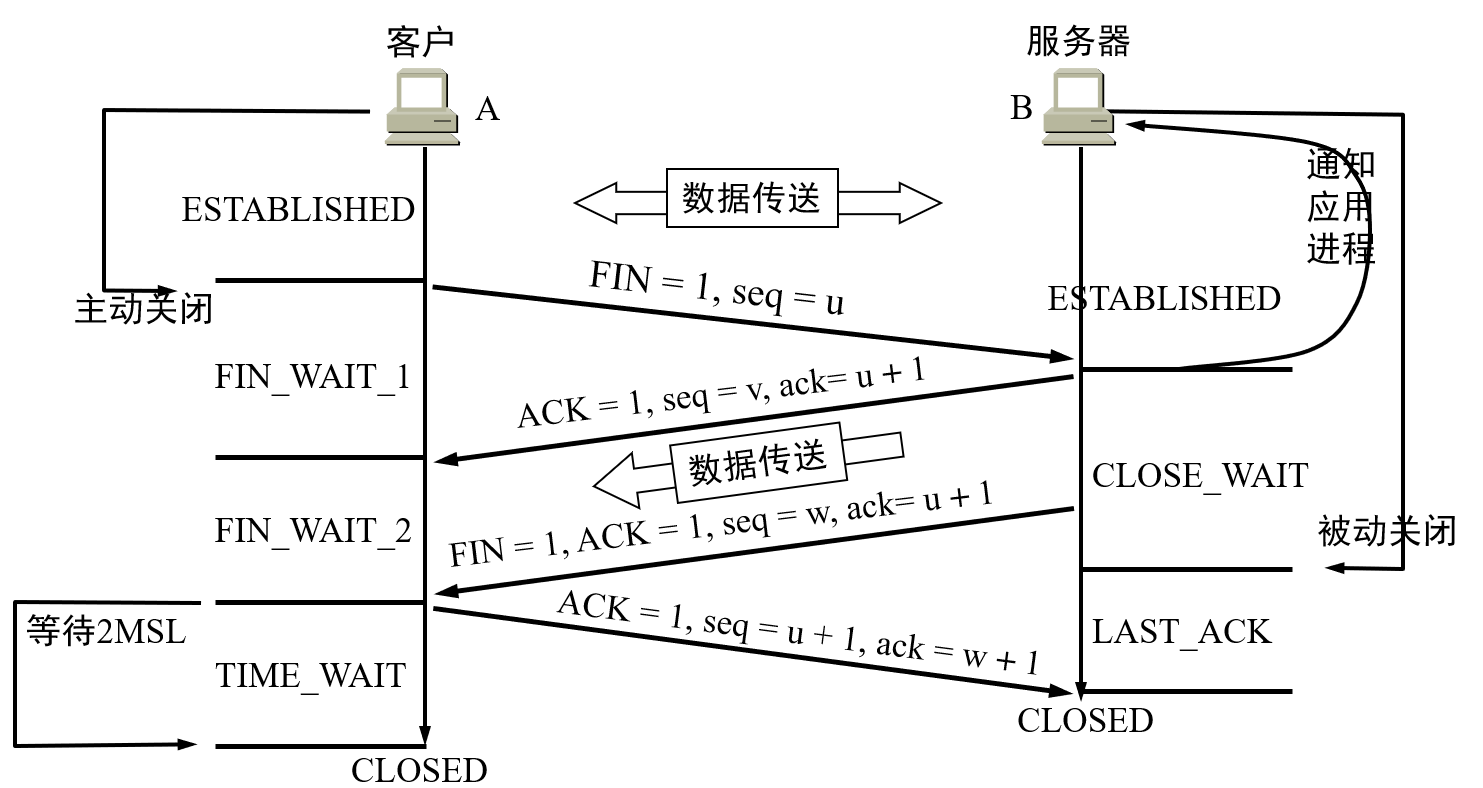 客户
服务器
A
B
数据传送
通知
应用
进程
ESTABLISHED
主动关闭
FIN = 1, seq = u
ESTABLISHED
FIN_WAIT_1
ACK = 1, seq = v, ack= u + 1
数据传送
CLOSE_WAIT
FIN_WAIT_2
FIN = 1, ACK = 1, seq = w, ack= u + 1
被动关闭
等待2MSL
ACK = 1, seq = u + 1, ack = w + 1
LAST_ACK
TIME_WAIT
CLOSED
CLOSED